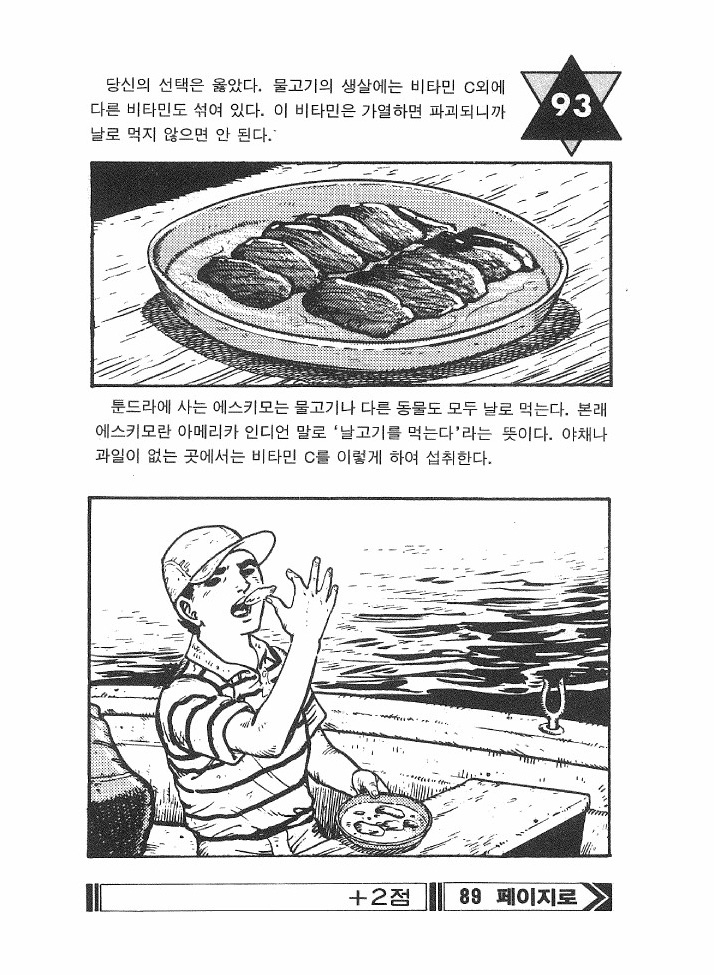 당신의 선택은 옳았다. 물고기의 생살에는 비타민 C외에
다른 비타민도 섞여 있다. 이 비타민은 가열하면 파괴되니까
날로 먹지 않으면 안 된다.
93
툰드라에 사는 에스키모는 물고기나 다른 동물도 모두 날로 먹는다. 본래
에스키모란 아메리카 인디언 말로 ‘날고기를 먹는다’라는 뜻이다. 야채나
과일이 없는 곳에서는 비타민 C를 이렇게 하여 섭취한다.
+2점
89 페이지로